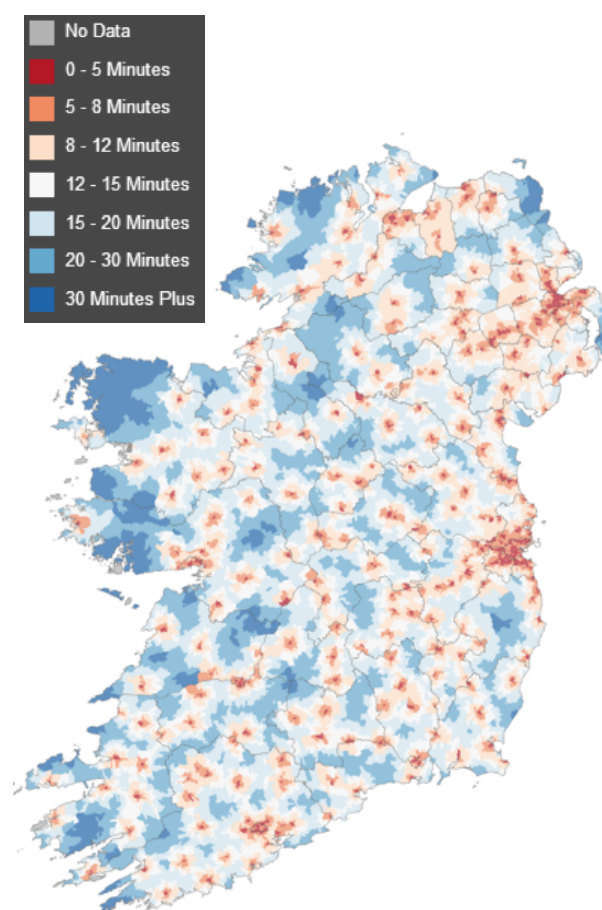 No Data
0 - 5 Minutes
5 - 8 Minutes
8 - 12 Minutes
12 - 15 Minutes
15 - 20 Minutes
20 - 30 Minutes
30 Minutes Plus